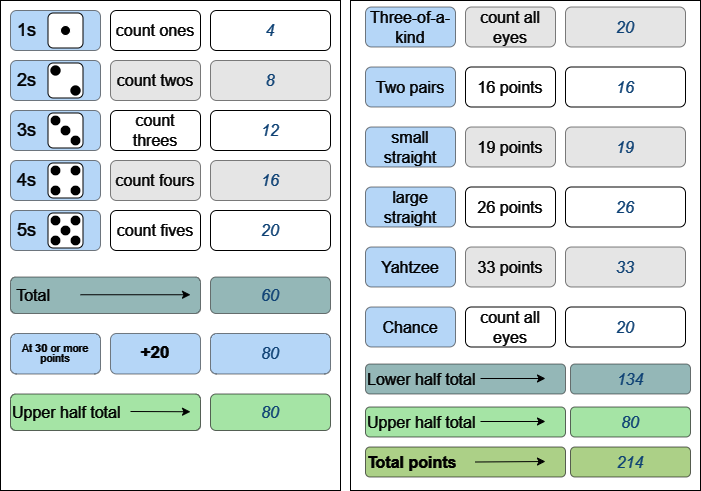 1s count ones 4
2s count twos 8
3s count
threes 12
4s count fours 16
5s count fives 20
Total 60
At 30 or more
points +20 80
Upper half total 80
Three-of-a-
kind count all
eyes 20
Two pairs 16 points 16
small
straight 19 points 19
large
straight 26 points 26
Yahtzee 33 points 33
Chance count all
eyes 20
Lower half total 134
Upper half total 80
Total points 214